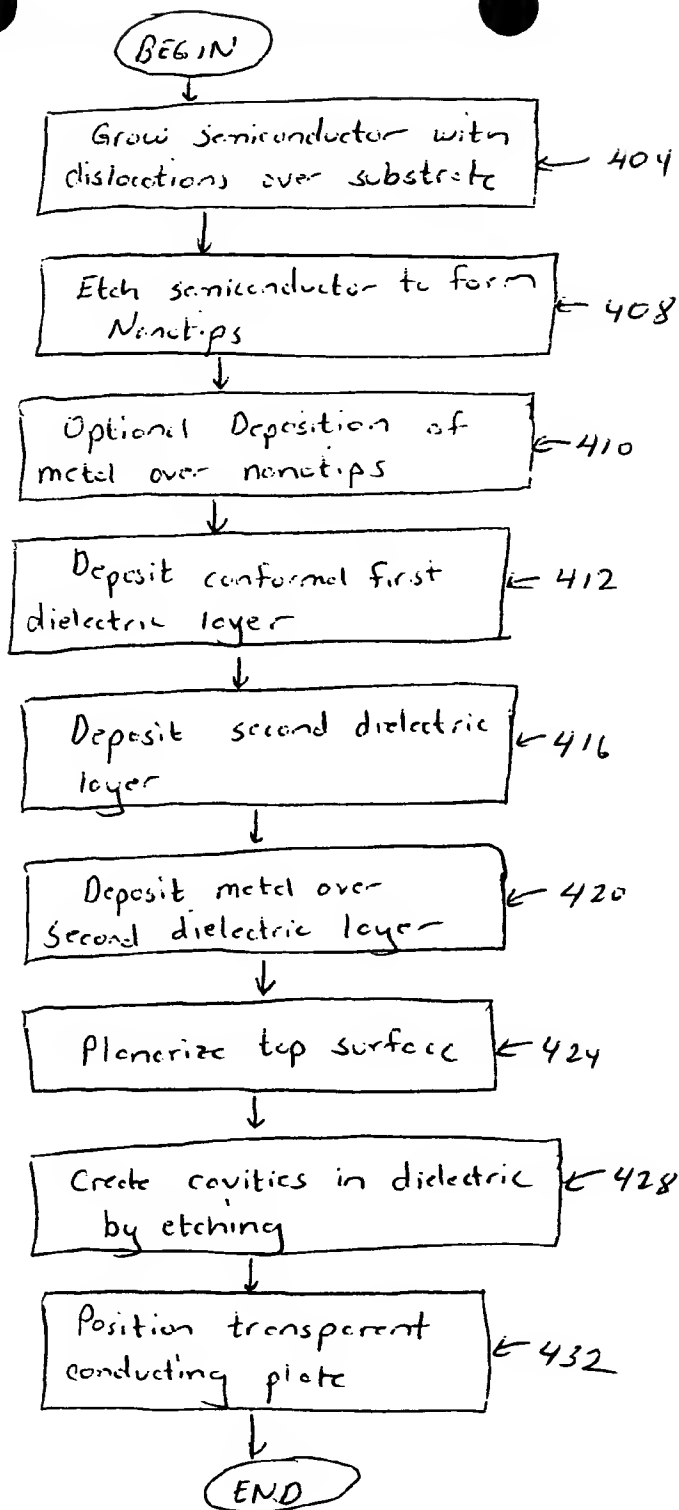 BEGIN
Grow semiconductor with
dislocations over substrate
404
Etch semiconductor to form
Nanotips
408
Optional Deposition of
metal over nanotips
410
Deposit conformal first
dielectric layer
412
Deposit second dielectric
layer
416
Deposit metal over
second dielectric layer
420
Planarize top surface
424
Create cavities in dielectric
by etching
428
Position transparent
conducting plate
432
END